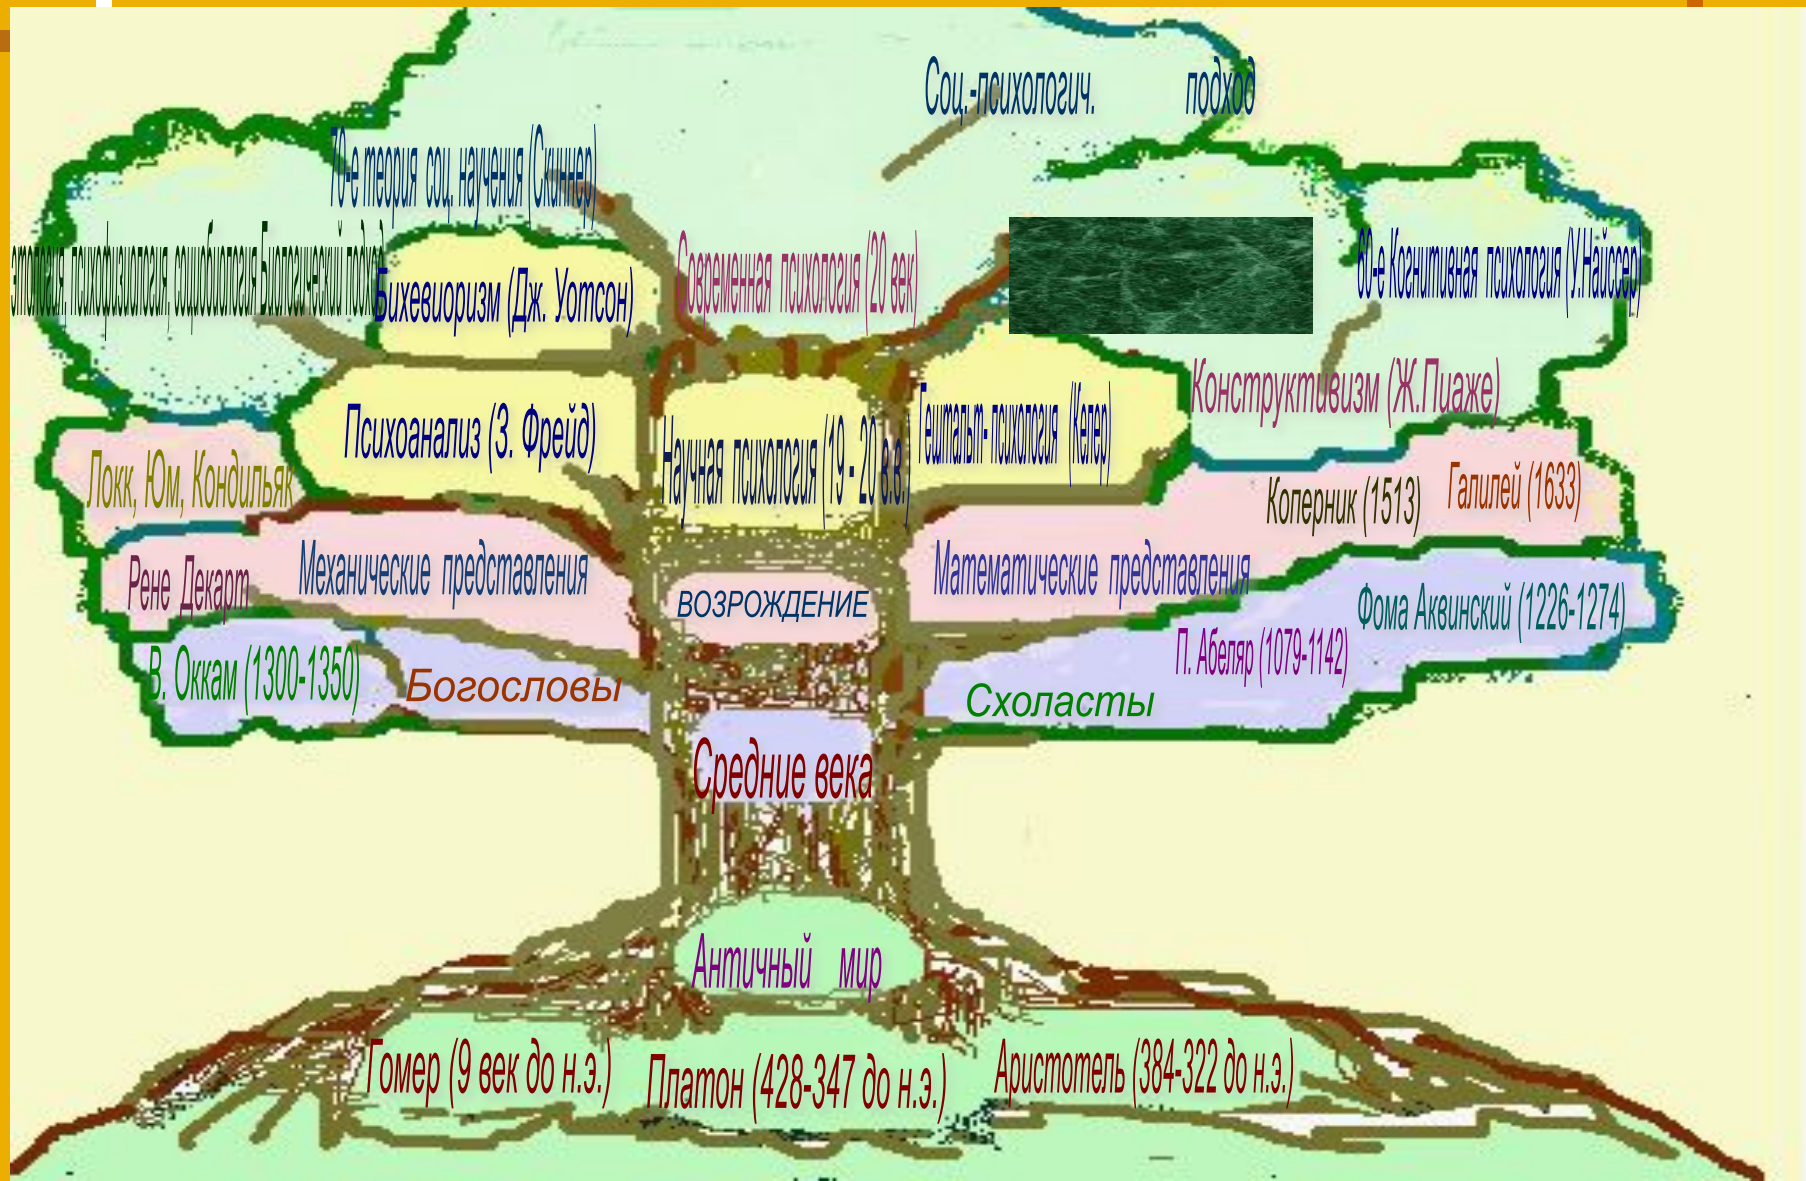 Соц.-психологич. подход
70-е теория соц. научения (Скиннер)
этология, психофизиология, социобиология Биологический подход
Бихевиоризм (Дж. Уотсон)
Современная психология (20 век)
60-е Когнитивная психология (У.Найссер)
Конструктивизм (Ж.Пиаже)
Психоанализ (З. Фрейд)
Научная психология (19 - 20 в.в.)
Гештальт- психология (Келер)
Локк, Юм, Кондильяк
Коперник (1513)
Галилей (1633)
Рене Декарт
Механические представления
ВОЗРОЖДЕНИЕ
Математические представления
Фома Аквинский (1226-1274)
П. Абеляр (1079-1142)
В. Оккам (1300-1350)
Богословы
Схоласты
Средние века
Античный мир
Гомер (9 век до н.э.)
Платон (428-347 до н.э.)
Аристотель (384-322 до н.э.)